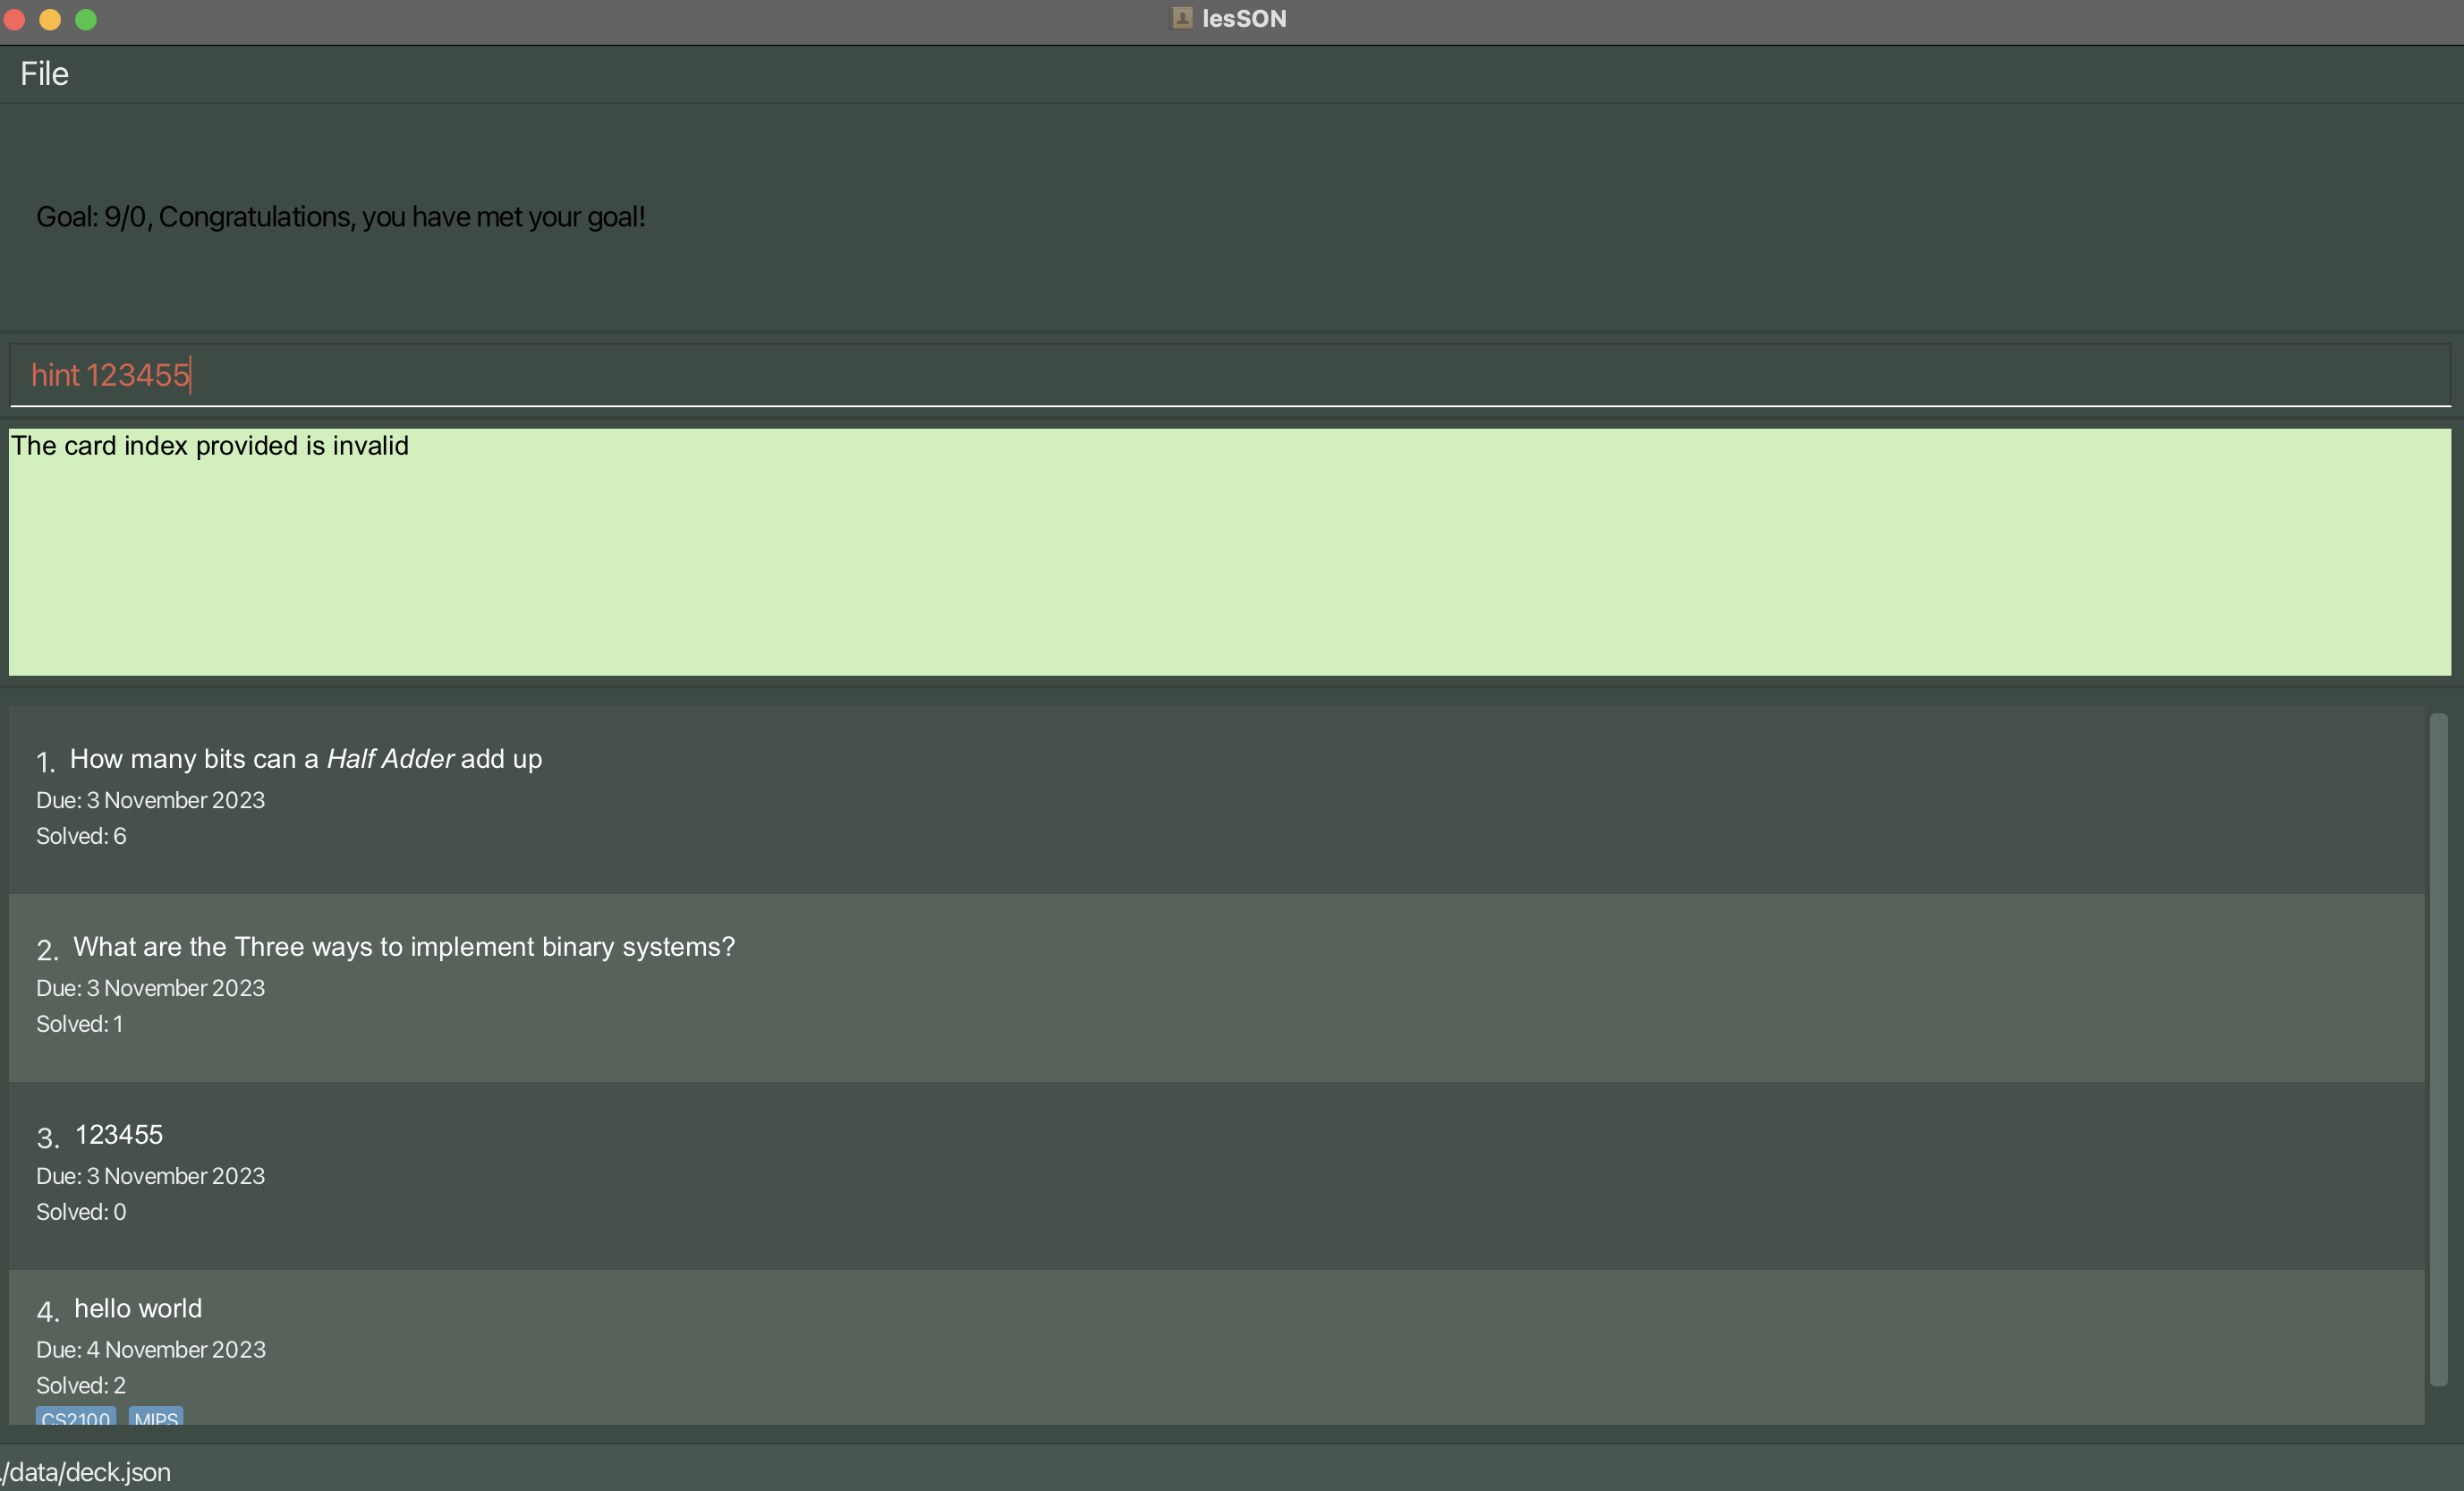 lesSON
File
Goal: 9/0, Congratulations, you have met your goal!
hint 123455
The card index provided is invalid
1. How many bits can a Half Adder add up
Due: 3 November 2023
Solved: 6
2. What are the Three ways to implement binary systems?
Due: 3 November 2023
Solved: 1
3. 123455
Due: 3 November 2023
Solved: 0
4. hello world
Due: 4 November 2023
Solved: 2
CS2100 MIPS
./data/deck.json